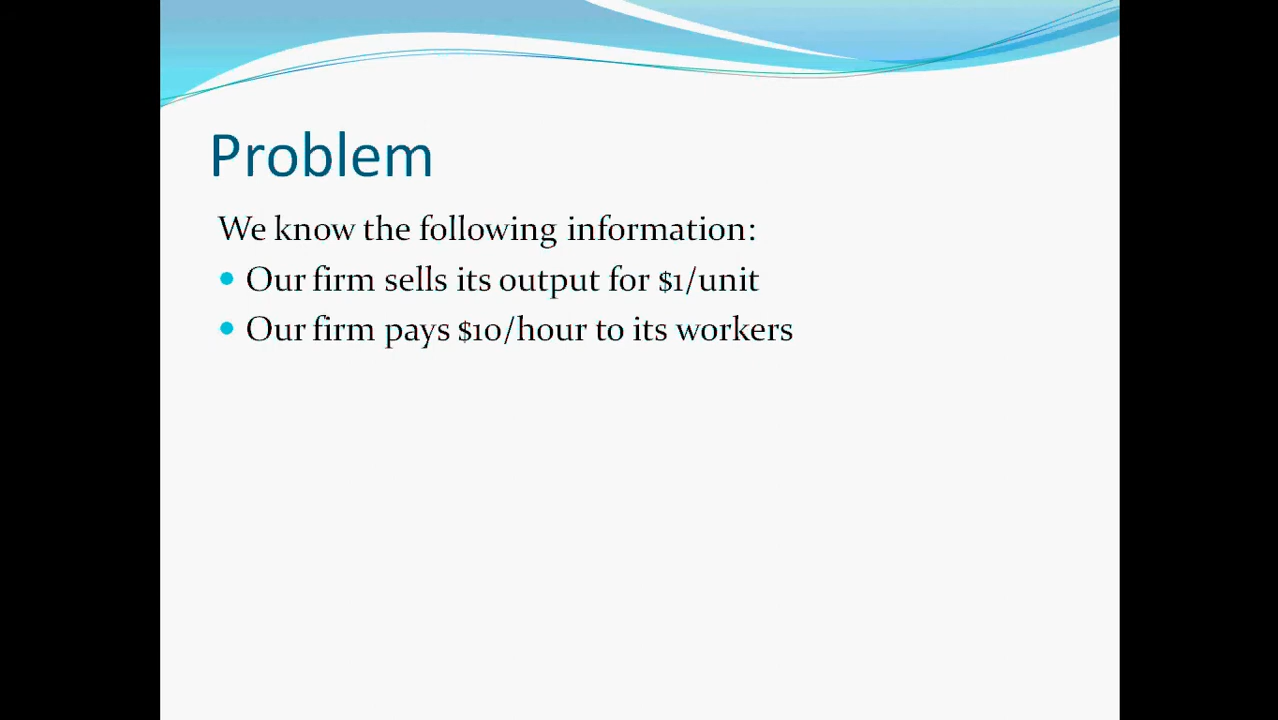 Problem
We know the following information:
• Our firm sells its output for $1/unit
• Our firm pays $10/hour to its workers